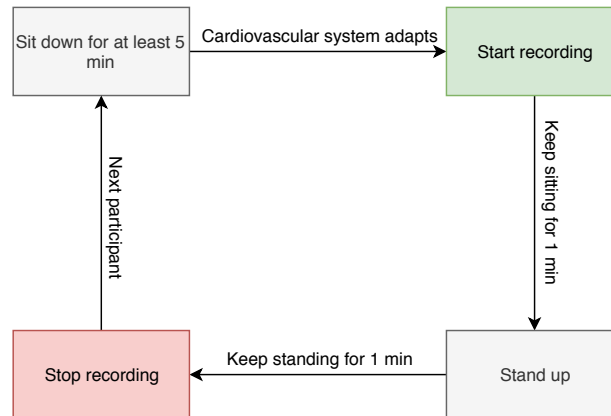 Sit down for at least 5
min
Cardiovascular system adapts
Start recording
Keep sitting for 1 min
Next participant
Stop recording
Keep standing for 1 min
Stand up